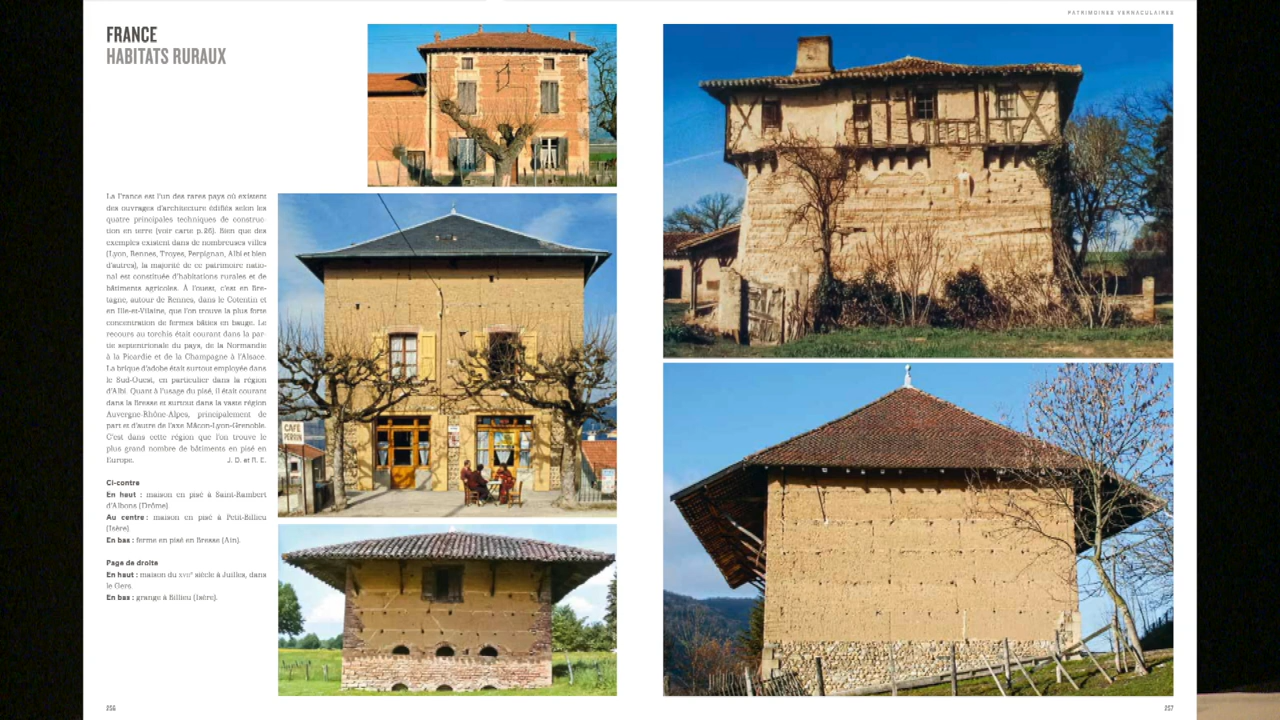 PATRIMOINES VERNACULAIRES
FRANCE
HABITATS RURAUX
La France est l'un des rares pays où existent
des ouvrages d'architecture édifiés selon les
quatre principales techniques de construc-
tion en terre (voir carte p.26). Bien que des
exemples existent dans de nombreuses villes
(Lyon, Rennes, Troyes, Perpignan, Albi et bien
d'autres), la majorité de ce patrimoine natio-
nal est constituée d'habitations rurales et de
bâtiments agricoles. À l'ouest, c'est en Bre-
tagne, autour de Rennes, dans le Cotentin et
en Ille-et-Vilaine, que l'on trouve la plus forte
concentration de fermes bâties en bauge. Le
recours au torchis était courant dans la par-
tie septentrionale du pays, de la Normandie
à la Picardie et de la Champagne à l'Alsace.
La brique d'adobe était surtout employée dans
le Sud-Ouest, en particulier dans la région
d'Albi. Quant à l'usage du pisé, il était courant
dans la Bresse et surtout dans la vaste région
Auvergne-Rhône-Alpes, principalement de
part et d'autre de l'axe Mâcon-Lyon-Grenoble.
C'est dans cette région que l'on trouve le
plus grand nombre de bâtiments en pisé en
Europe. J. D. et
Ci-contre
En haut : maison en pisé à Saint-Rambert
d'Albons (Drôme)
Au centre : maison en pisé à Petit-Billieu
(Isère)
En bas : ferme en pisé en Bresse (Ain).
Page de droite
En haut : maison du XVIIe siècle à Juilles, dans
le Gers.
En bas : grange à Billieu (Isère).
CAFE
PERRIN
256
257